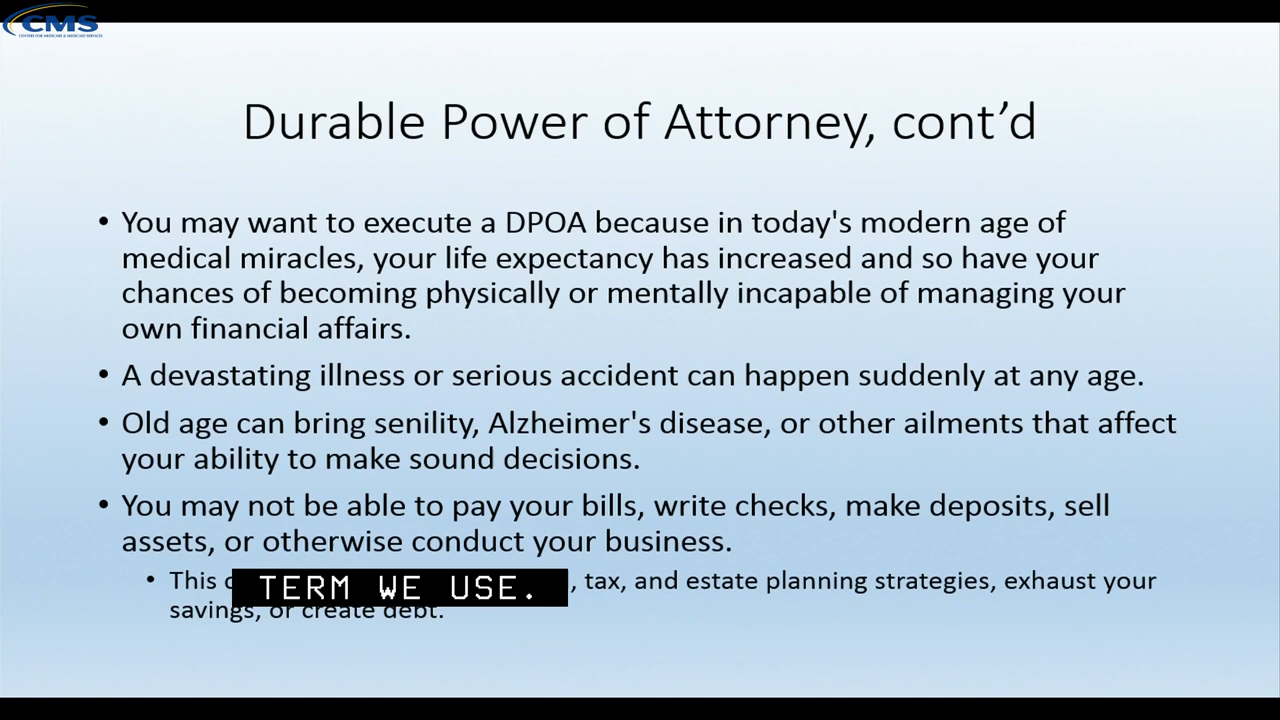 CMS
CENTERS FOR MEDICARE & MEDICAID SERVICES
Durable Power of Attorney, cont’d
• You may want to execute a DPOA because in today's modern age of
medical miracles, your life expectancy has increased and so have your
chances of becoming physically or mentally incapable of managing your
own financial affairs.
• A devastating illness or serious accident can happen suddenly at any age.
• Old age can bring senility, Alzheimer's disease, or other ailments that affect
your ability to make sound decisions.
• You may not be able to pay your bills, write checks, make deposits, sell
assets, or otherwise conduct your business.
• This TERM WE USE. , tax, and estate planning strategies, exhaust your
savings, or create debt.